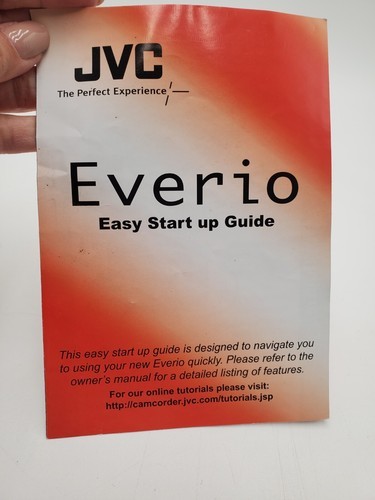 JVC
The Perfect Experience
Everio
Easy Start up Guide
This easy start up guide is designed to navigate you
to using your new Everio quickly. Please refer to the
owner's manual for a detailed listing of features.
For our online tutorials please visit:
http://camcorder.jvc.com/tutorials.jsp